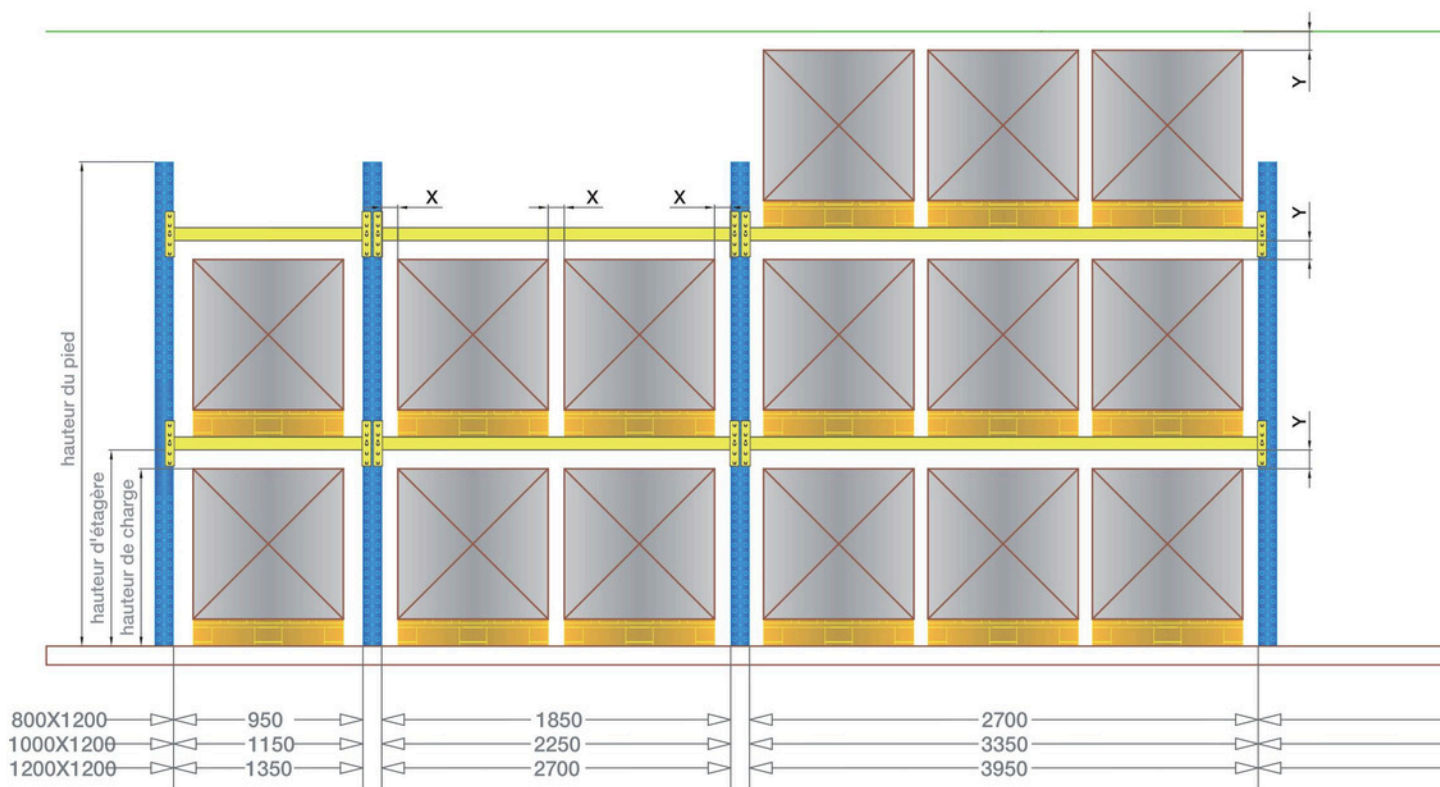 Y
X X X
Y
Y
hauteur du pied
hauteur d'étagère
hauteur de charge
800X1200 950 1850 2700
1000X1200 1150 2250 3350
1200X1200 1350 2700 3950